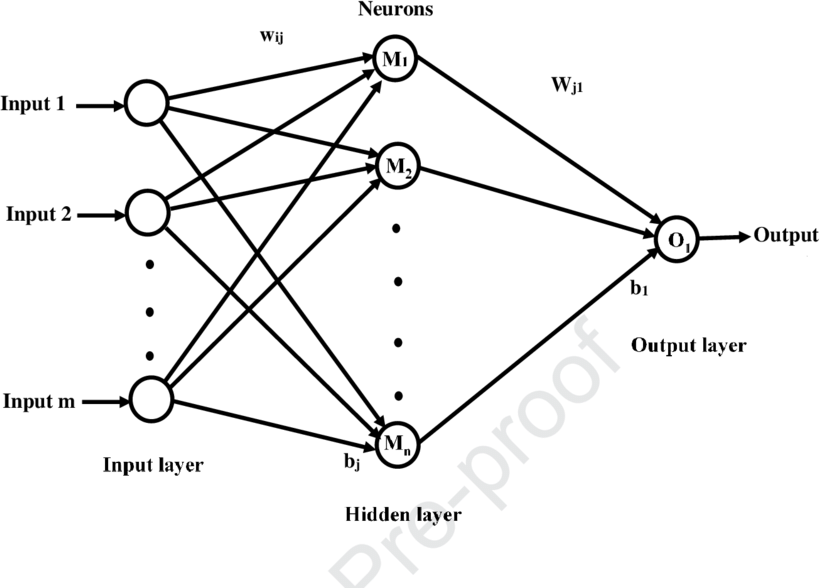 Neurons
wij
M1
Wj1
Input 1
M2
Input 2
O1
Output
b1
Output layer
Input m
Mn
bj
Input layer
Hidden layer
Pre-proof